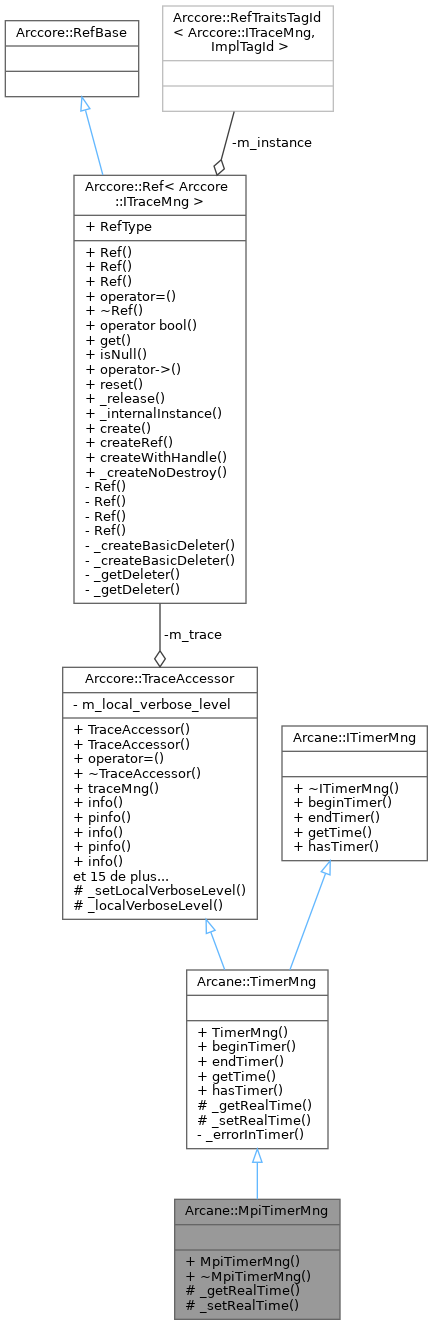 Arccore::RefBase
Arccore::RefTraitsTagId
< Arccore::ITraceMng,
ImplTagId >
-m_instance
Arccore::Ref< Arccore
::ITraceMng >
+ RefType
+ Ref()
+ Ref()
+ Ref()
+ operator=()
+ ~Ref()
+ operator bool()
+ get()
+ isNull()
+ operator->()
+ reset()
+ _release()
+ _internalInstance()
+ create()
+ createRef()
+ createWithHandle()
+ _createNoDestroy()
- Ref()
- Ref()
- Ref()
- Ref()
- _createBasicDeleter()
- _createBasicDeleter()
- _getDeleter()
- _getDeleter()
-m_trace
Arccore::TraceAccessor
- m_local_verbose_level
+ TraceAccessor()
+ TraceAccessor()
+ operator=()
+ ~TraceAccessor()
+ traceMng()
+ info()
+ pinfo()
+ info()
+ pinfo()
+ info()
et 15 de plus...
# _setLocalVerboseLevel()
# _localVerboseLevel()
Arcane::ITimerMng
+ ~ITimerMng()
+ beginTimer()
+ endTimer()
+ getTime()
+ hasTimer()
Arcane::TimerMng
+ TimerMng()
+ beginTimer()
+ endTimer()
+ getTime()
+ hasTimer()
# _getRealTime()
# _setRealTime()
- _errorInTimer()
Arcane::MpiTimerMng
+ MpiTimerMng()
+ ~MpiTimerMng()
# _getRealTime()
# _setRealTime()